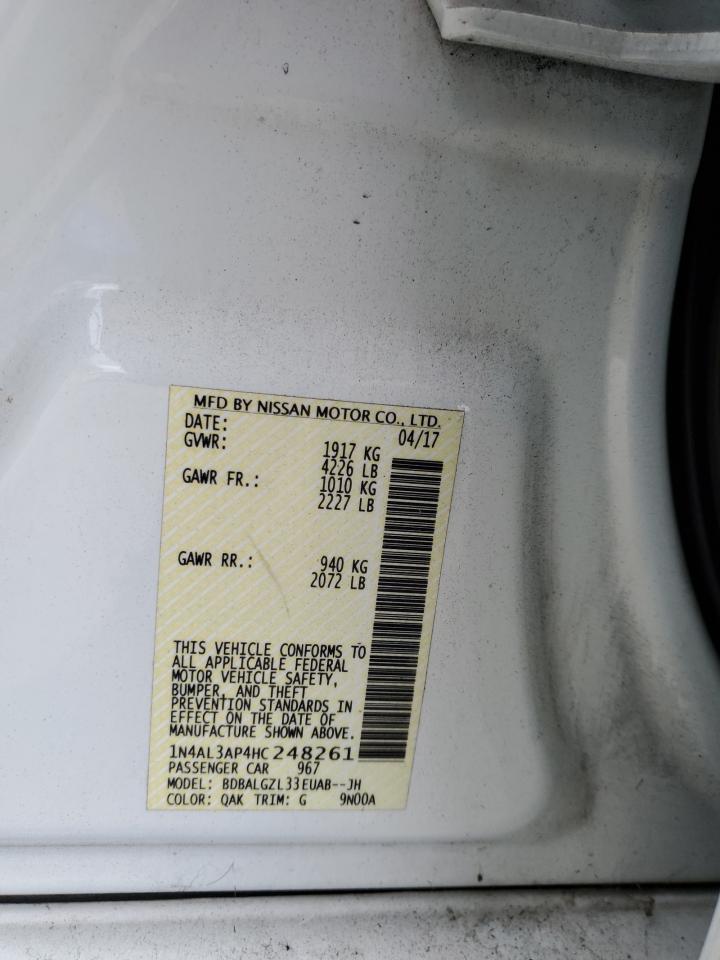 MFD BY NISSAN MOTOR CO., LTD.
DATE: 04/17
GVWR: 1917 KG
4226 LB
GAWR FR.: 1010 KG
2227 LB
GAWR RR.: 940 KG
2072 LB
THIS VEHICLE CONFORMS TO
ALL APPLICABLE FEDERAL
MOTOR VEHICLE SAFETY,
BUMPER, AND THEFT
PREVENTION STANDARDS IN
EFFECT ON THE DATE OF
MANUFACTURE SHOWN ABOVE.
1N4AL3AP4HC248261
PASSENGER CAR 967
MODEL: BDBALGZL33EUAB--JH
COLOR: QAK TRIM: G 9N00A